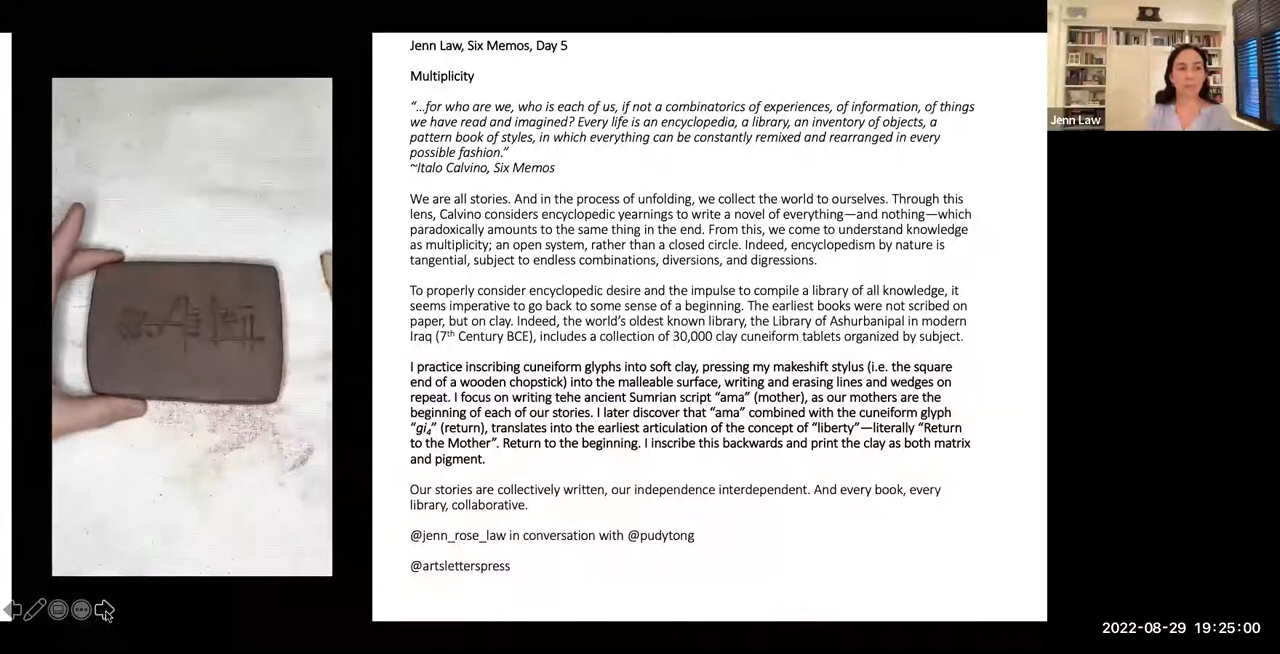 Jenn Law, Six Memos, Day 5
Multiplicity
“…for who are we, who is each of us, if not a combinatorics of experiences, of information, of things
we have read and imagined? Every life is an encyclopedia, a library, an inventory of objects, a
pattern book of styles, in which everything can be constantly remixed and rearranged in every
possible fashion.”
~Italo Calvino, Six Memos
We are all stories. And in the process of unfolding, we collect the world to ourselves. Through this
lens, Calvino considers encyclopedic yearnings to write a novel of everything—and nothing—which
paradoxically amounts to the same thing in the end. From this, we come to understand knowledge
as multiplicity; an open system, rather than a closed circle. Indeed, encyclopedism by nature is
tangential, subject to endless combinations, diversions, and digressions.
To properly consider encyclopedic desire and the impulse to compile a library of all knowledge, it
seems imperative to go back to some sense of a beginning. The earliest books were not scribed on
paper, but on clay. Indeed, the world’s oldest known library, the Library of Ashurbanipal in modern
Iraq (7th Century BCE), includes a collection of 30,000 clay cuneiform tablets organized by subject.
I practice inscribing cuneiform glyphs into soft clay, pressing my makeshift stylus (i.e. the square
end of a wooden chopstick) into the malleable surface, writing and erasing lines and wedges on
repeat. I focus on writing tehe ancient Sumrian script “ama” (mother), as our mothers are the
beginning of each of our stories. I later discover that “ama” combined with the cuneiform glyph
“gi₄” (return), translates into the earliest articulation of the concept of “liberty”—literally “Return
to the Mother”. Return to the beginning. I inscribe this backwards and print the clay as both matrix
and pigment.
Our stories are collectively written, our independence interdependent. And every book, every
library, collaborative.
@jenn_rose_law in conversation with @pudytong
@artsletterspress
Jenn Law
2022-08-29 19:25:00